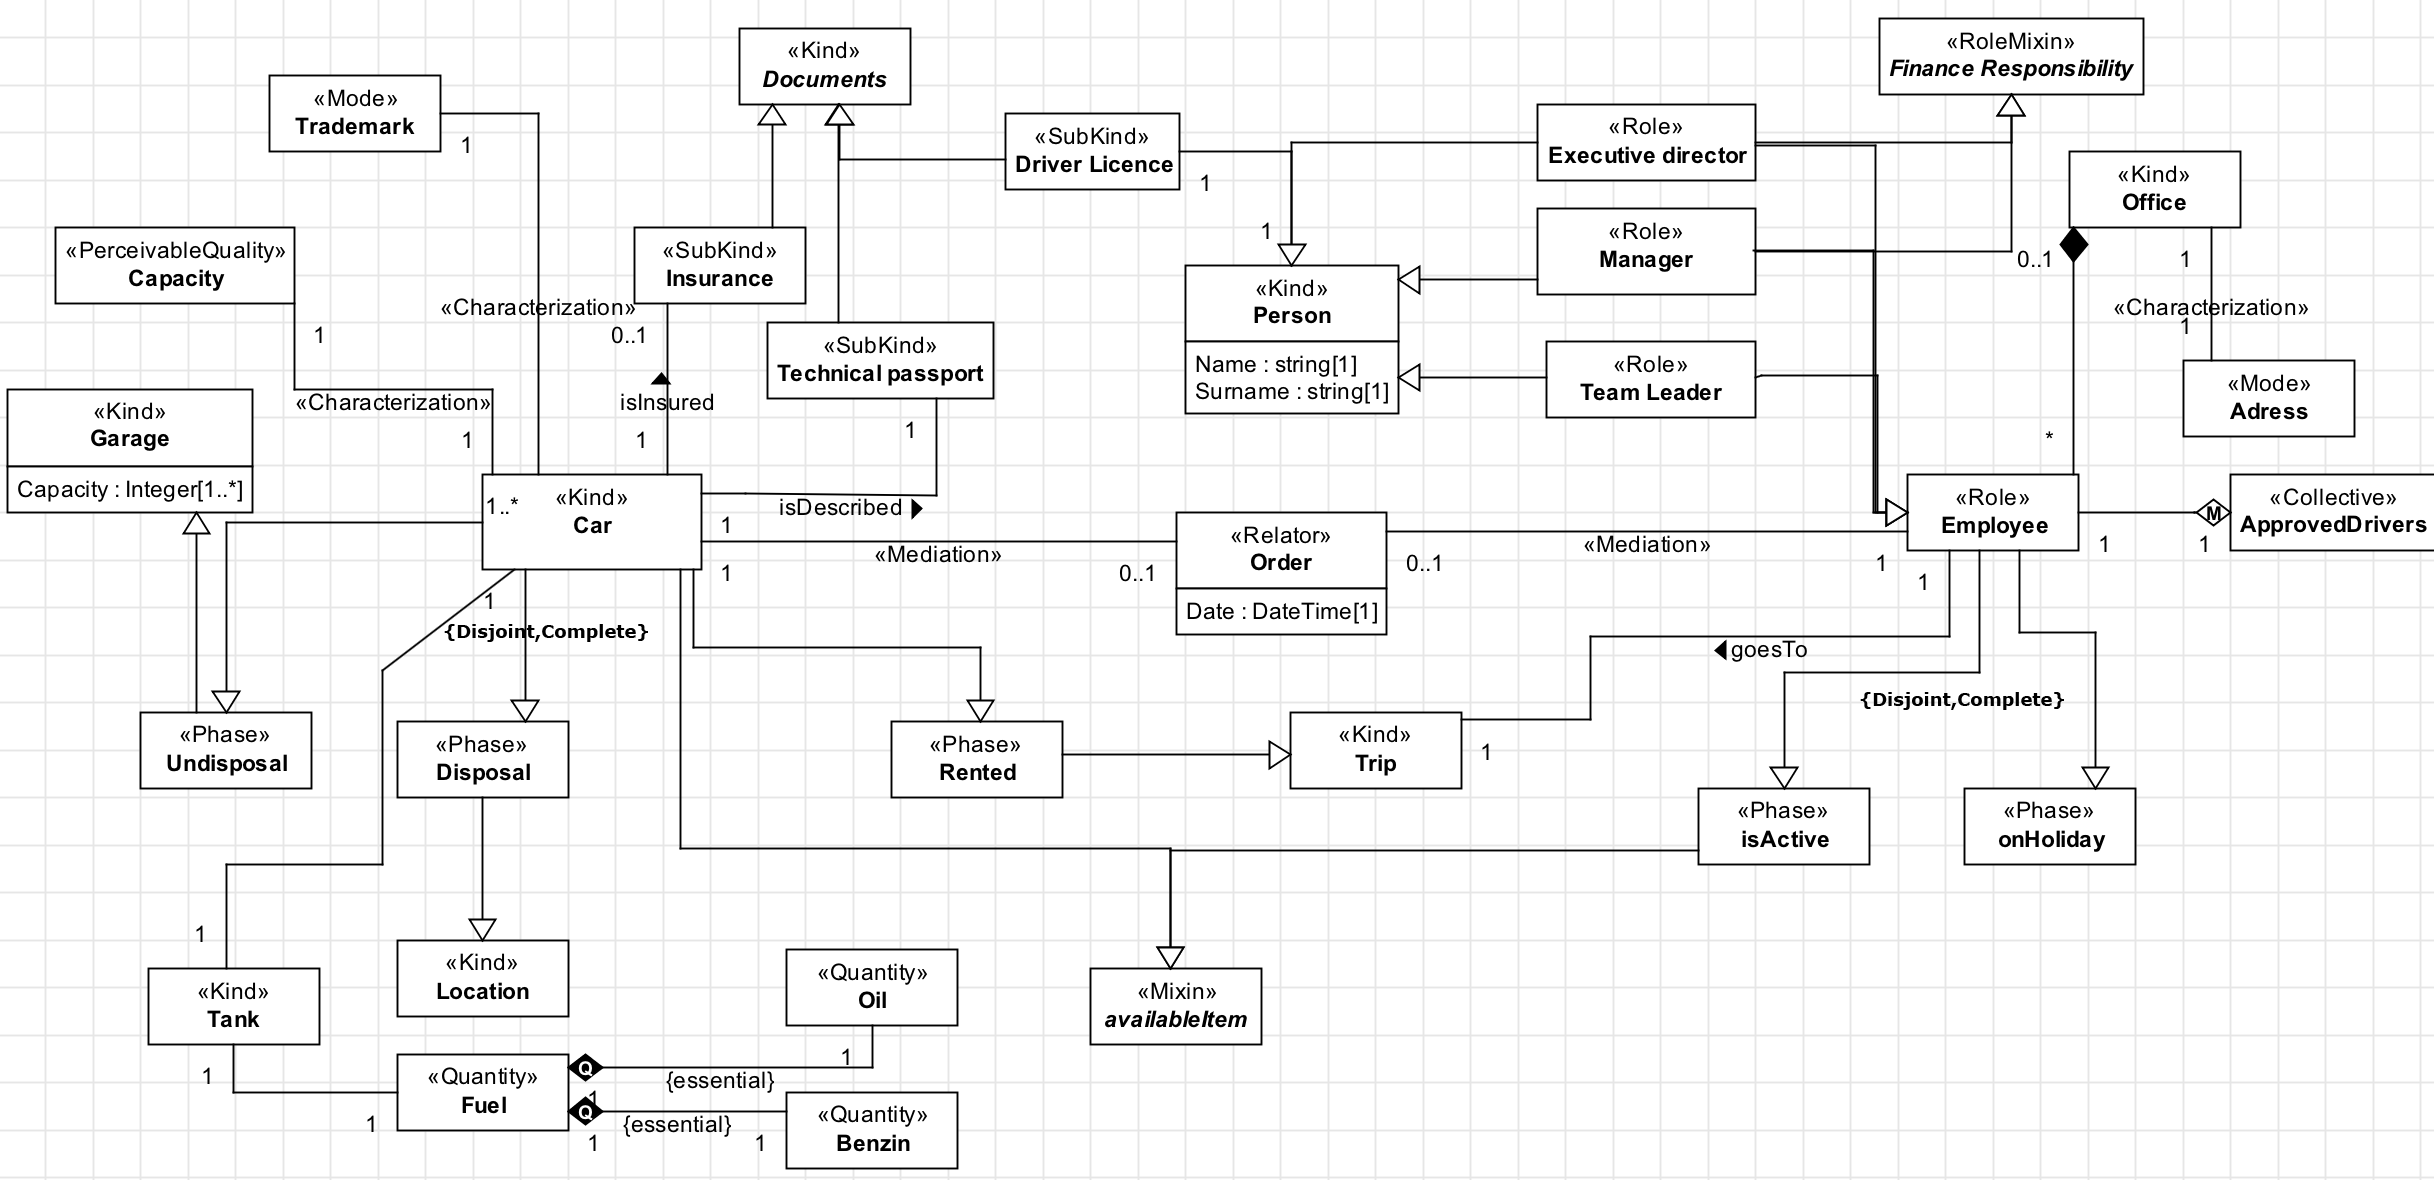 «Kind»
Documents
«RoleMixin»
Finance Responsibility
«Mode»
Trademark
1
«SubKind»
Driver Licence
1
«Role»
Executive director
«Kind»
Office
«PerceivableQuality»
Capacity
1
«Characterization»
«SubKind»
Insurance
0..1
isInsured
1
«SubKind»
Technical passport
1
1
«Kind»
Person
Name : string[1]
Surname : string[1]
«Role»
Manager
«Role»
Team Leader
0..1
1
«Characterization»
1
«Mode»
Adress
*
«Kind»
Garage
Capacity : Integer[1..*]
«Characterization»
1
1..*
«Kind»
Car
isDescribed
1
«Mediation»
1
0..1
«Relator»
Order
Date : DateTime[1]
«Mediation»
0..1
1
«Role»
Employee
1
1
M
«Collective»
ApprovedDrivers
1
goesTo
1
{Disjoint,Complete}
{Disjoint,Complete}
«Phase»
Undisposal
«Phase»
Disposal
«Phase»
Rented
«Kind»
Trip
1
«Phase»
isActive
«Phase»
onHoliday
1
«Kind»
Tank
«Kind»
Location
«Quantity»
Oil
«Mixin»
availableItem
1
1
«Quantity»
Fuel
Q
{essential}
1
1
Q
{essential}
1
1
«Quantity»
Benzin